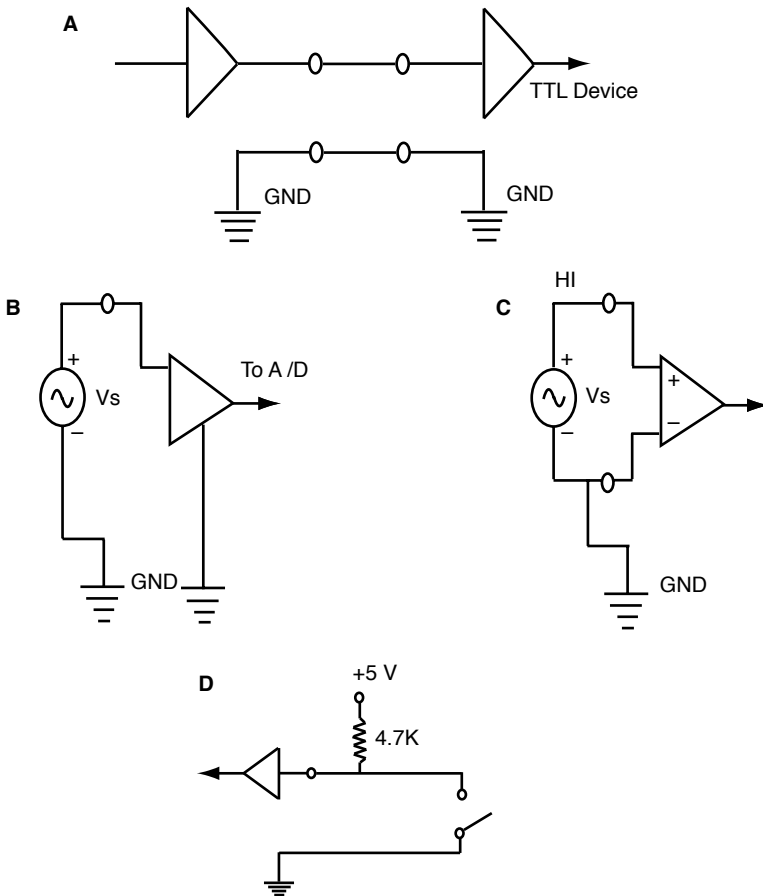 A
TTL Device
GND
GND
B
+
Vs
−
To A /D
GND
C
HI
+
Vs
−
+
−
GND
D
+5 V
4.7K